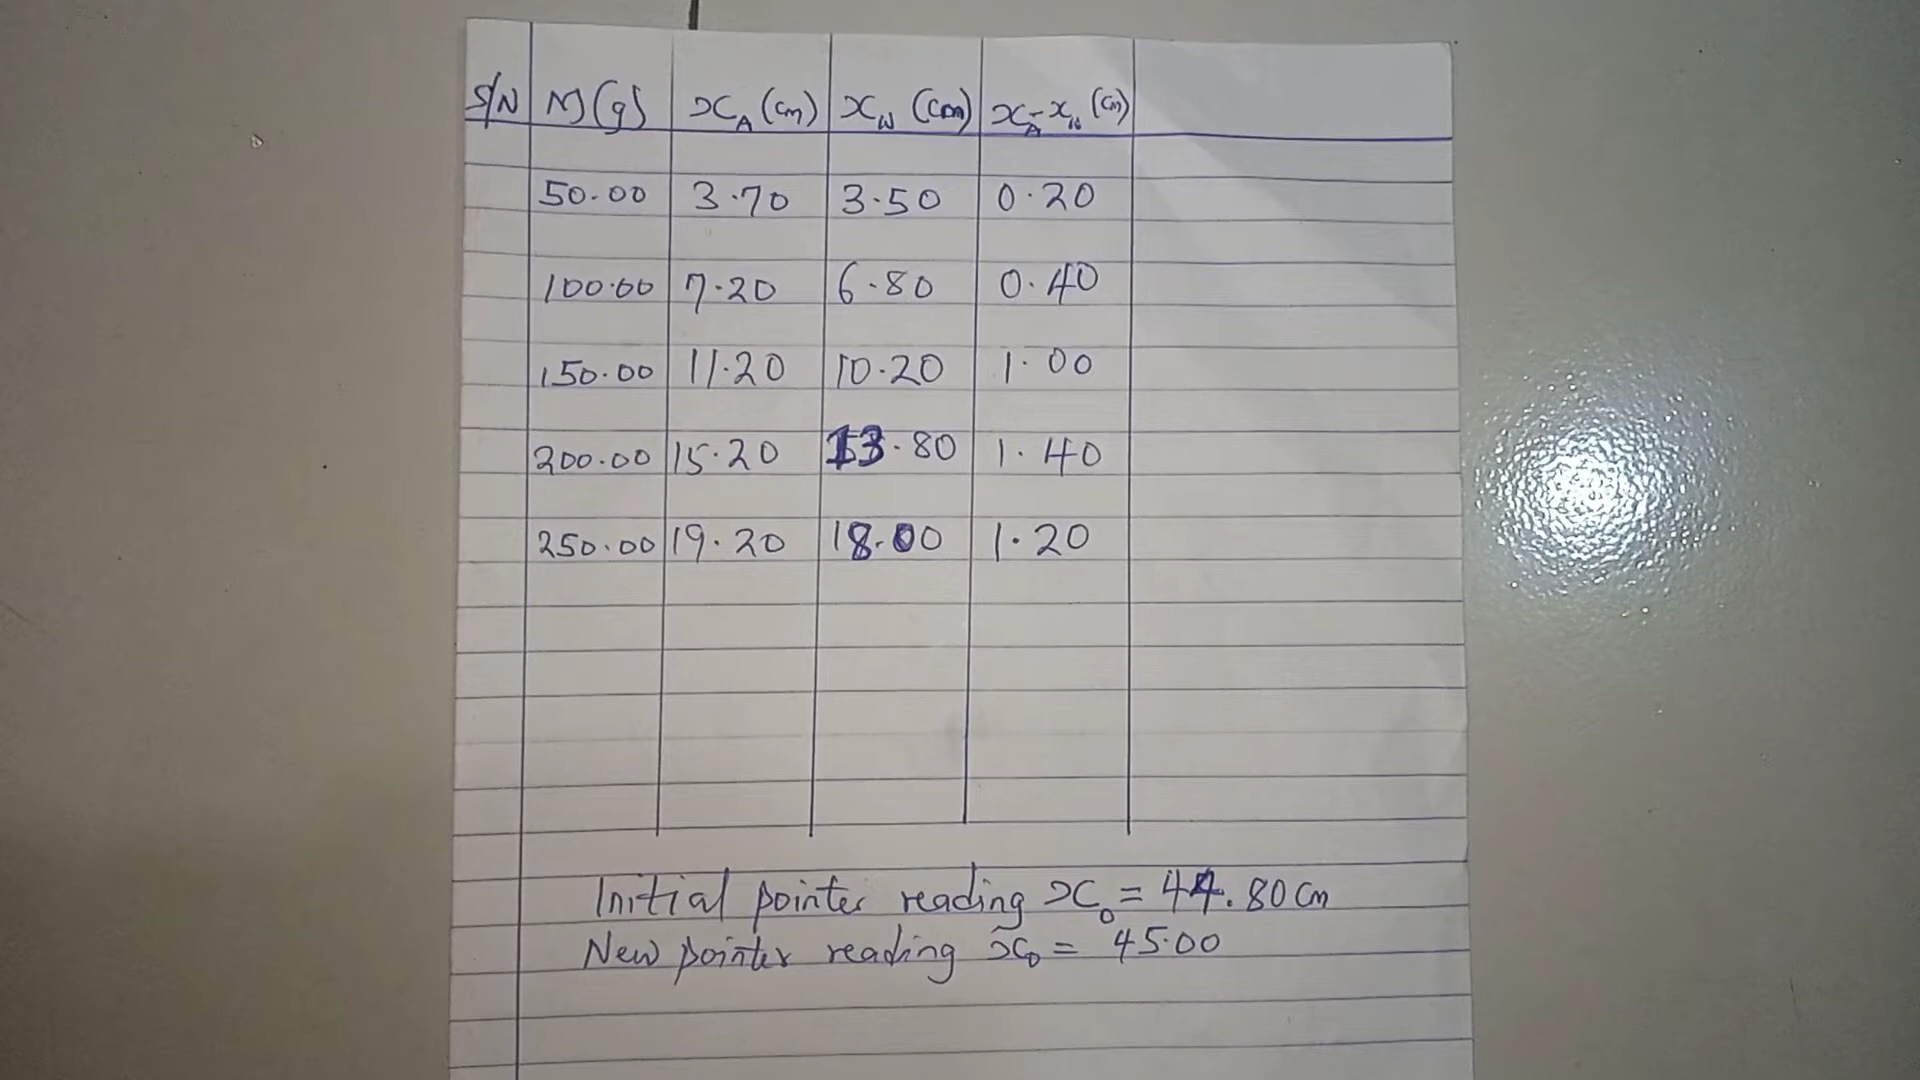 S/N M(g) xA (cm) xW (cm) xA-xW (cm)
50.00 3.70 3.50 0.20
100.00 7.20 6.80 0.40
150.00 11.20 10.20 1.00
200.00 15.20 13.80 1.40
250.00 19.20 18.00 1.20
Initial pointer reading x0 = 44.80 cm
New pointer reading x0 = 45.00